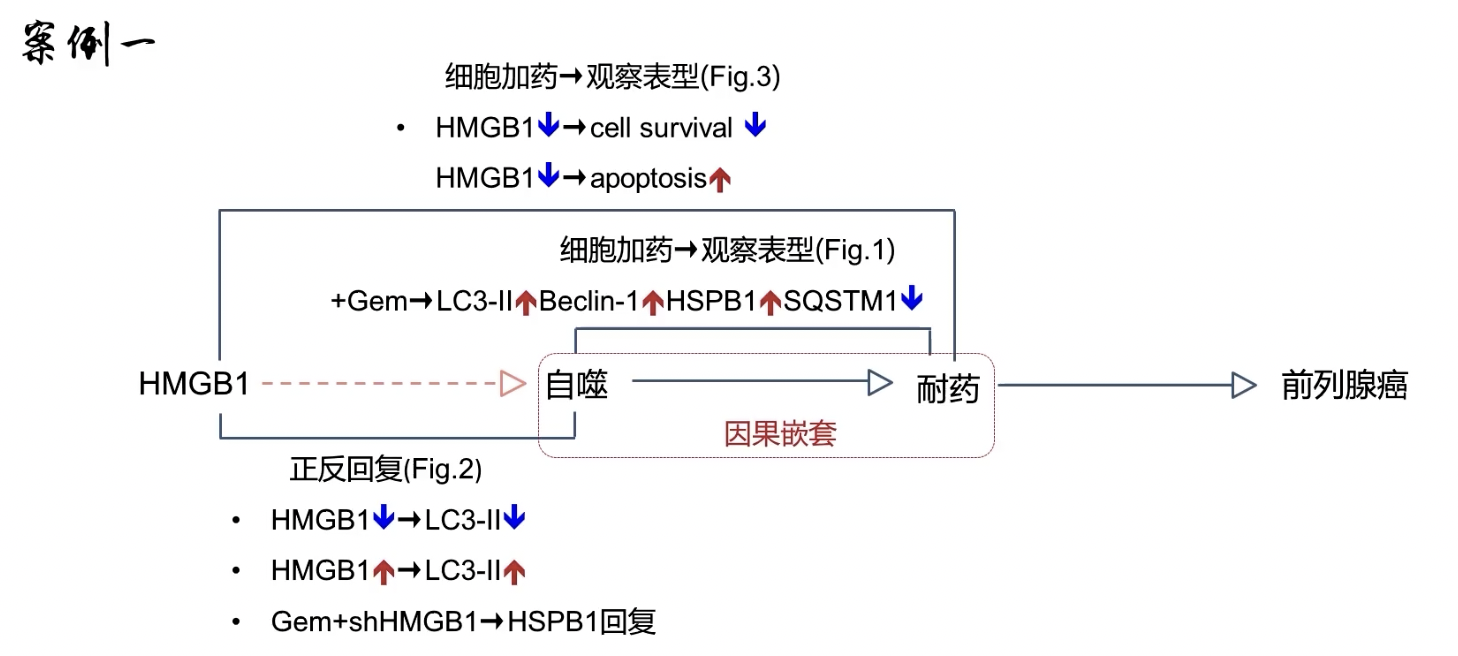 案例一
细胞加药→观察表型(Fig.3)
• HMGB1↓→cell survival ↓
HMGB1↓→apoptosis↑
细胞加药→观察表型(Fig.1)
+Gem→LC3-II↑Beclin-1↑HSPB1↑SQSTM1↓
HMGB1 自噬 耐药 前列腺癌
因果嵌套
正反回复(Fig.2)
• HMGB1↓→LC3-II↓
• HMGB1↑→LC3-II↑
• Gem+shHMGB1→HSPB1回复